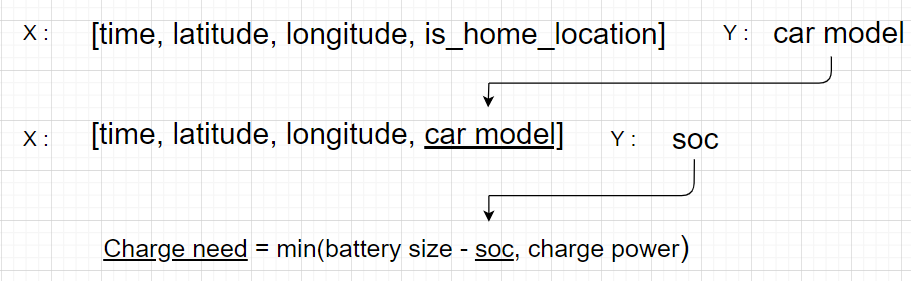 X : [time, latitude, longitude, is_home_location] Y : car model
X : [time, latitude, longitude, car model] Y : soc
Charge need = min(battery size - soc, charge power)